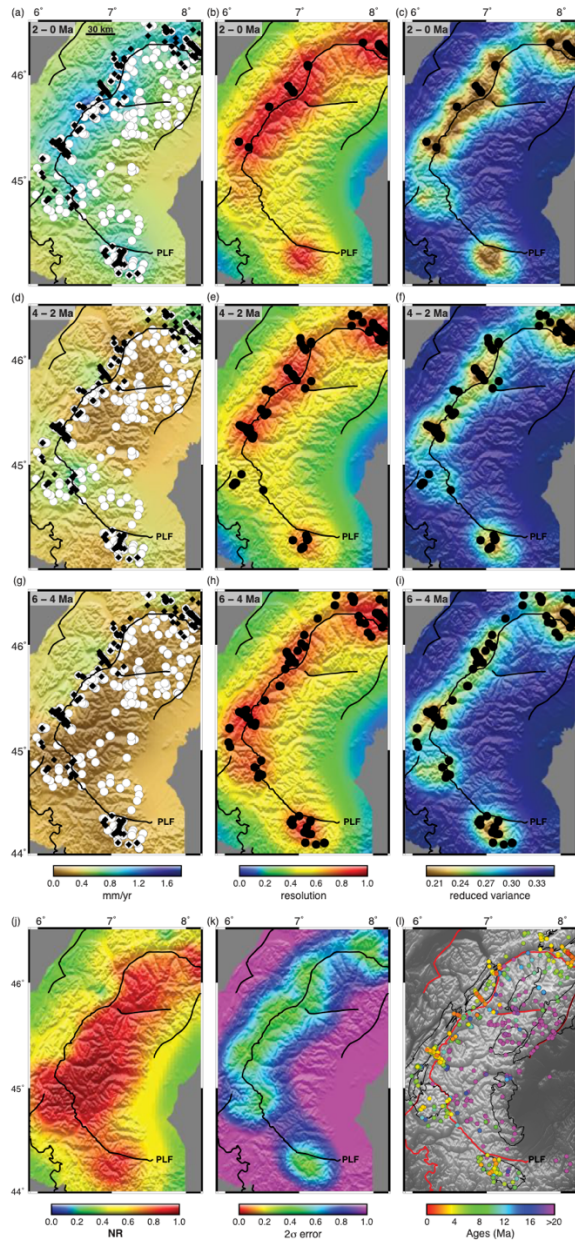 (a) 6˚ 7˚ 8˚
(b) 6˚ 7˚ 8˚
(c) 6˚ 7˚ 8˚
2 – 0 Ma
30 km
2 – 0 Ma
2 – 0 Ma
46˚
45˚
PLF
PLF
PLF
(d)
(e)
(f)
4 – 2 Ma
4 – 2 Ma
4 – 2 Ma
46˚
45˚
PLF
PLF
PLF
(g)
(h)
(i)
6 – 4 Ma
6 – 4 Ma
6 – 4 Ma
46˚
45˚
PLF
PLF
PLF
44˚
0.0 0.4 0.8 1.2 1.6
mm/yr
0.0 0.2 0.4 0.6 0.8 1.0
resolution
0.21 0.24 0.27 0.30 0.33
reduced variance
(j) 6˚ 7˚ 8˚
(k) 6˚ 7˚ 8˚
(l) 6˚ 7˚ 8˚
46˚
45˚
PLF
PLF
PLF
44˚
0.0 0.2 0.4 0.6 0.8 1.0
NR
0.0 0.2 0.4 0.6 0.8 1.0
2σ error
0 4 8 12 16 >20
Ages (Ma)